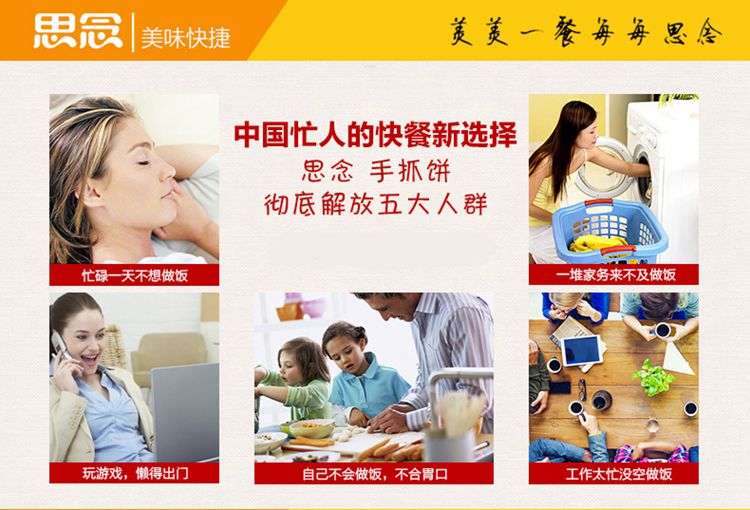 思念 美味快捷
美美一餐每每思念
中国忙人的快餐新选择
思念 手抓饼
彻底解放五大人群
忙碌一天不想做饭
一堆家务来不及做饭
玩游戏，懒得出门
自己不会做饭，不合胃口
工作太忙没空做饭